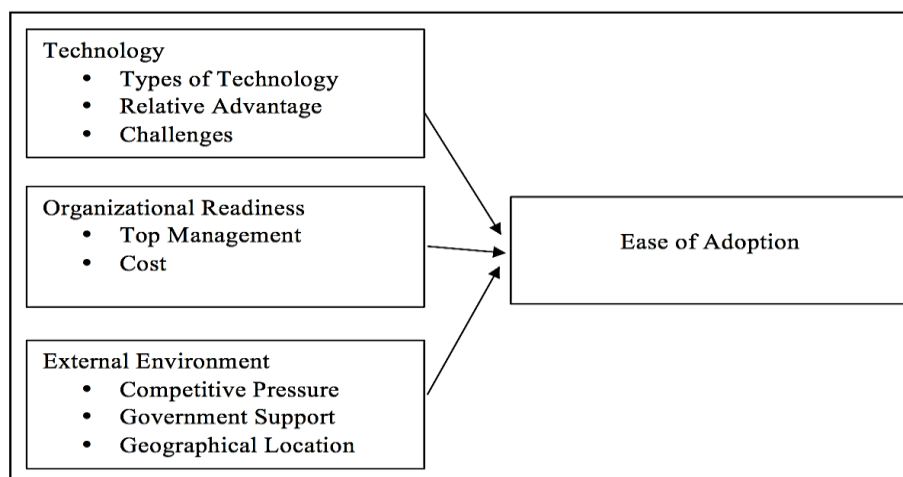 Technology
• Types of Technology
• Relative Advantage
• Challenges
Organizational Readiness
• Top Management
• Cost
External Environment
• Competitive Pressure
• Government Support
• Geographical Location
Ease of Adoption